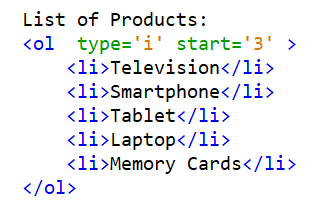 List of Products:
<ol  type='i' start='3' >
    <li>Television</li>
    <li>Smartphone</li>
    <li>Tablet</li>
    <li>Laptop</li>
    <li>Memory Cards</li>
</ol>